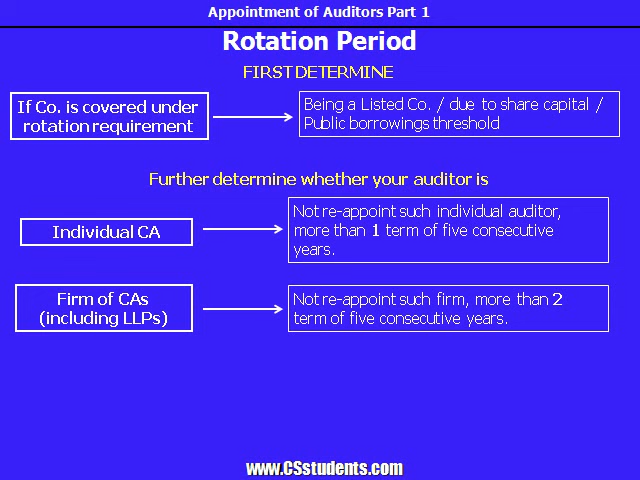 Appointment of Auditors Part 1
Rotation Period
FIRST DETERMINE
If Co. is covered under
rotation requirement
Being a Listed Co. / due to share capital /
Public borrowings threshold
Further determine whether your auditor is
Individual CA
Not re-appoint such individual auditor,
more than 1 term of five consecutive
years.
Firm of CAs
(including LLPs)
Not re-appoint such firm, more than 2
term of five consecutive years.
www.CSstudents.com